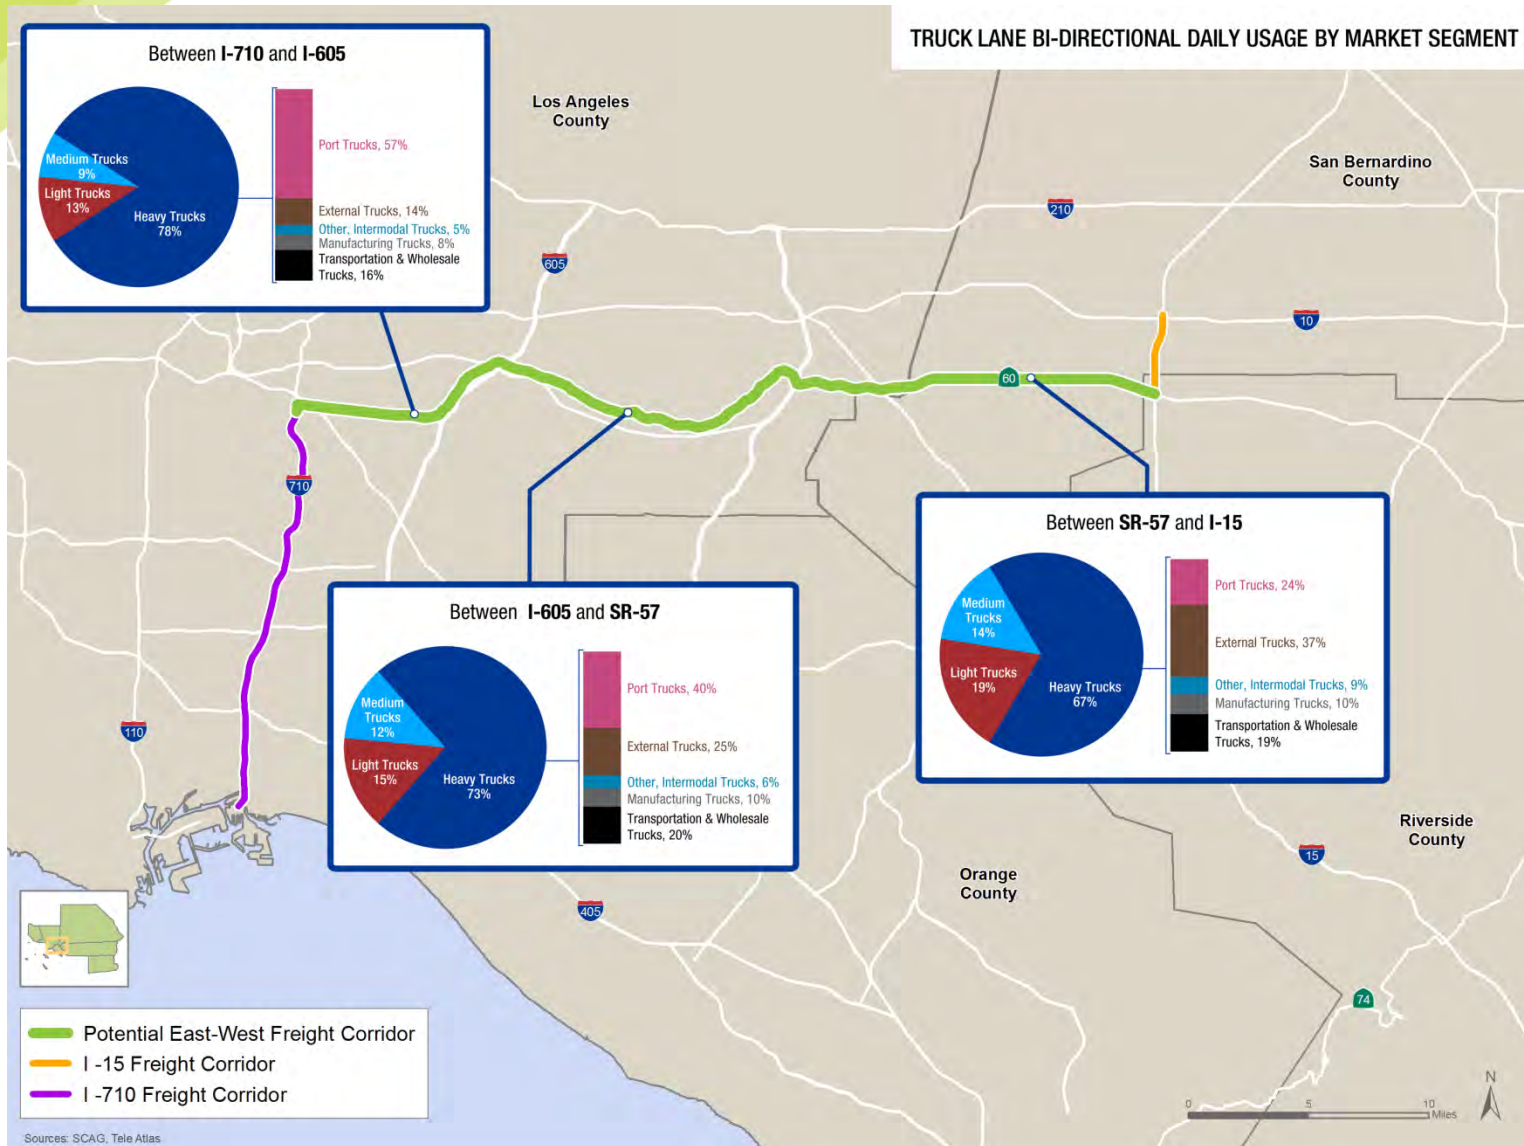 TRUCK LANE BI-DIRECTIONAL DAILY USAGE BY MARKET SEGMENT
Between I-710 and I-605
Medium Trucks
9%
Light Trucks
13%
Heavy Trucks
78%
Port Trucks, 57%
External Trucks, 14%
Other, Intermodal Trucks, 5%
Manufacturing Trucks, 8%
Transportation & Wholesale
Trucks, 16%
Los Angeles
County
San Bernardino
County
210
605
10
60
710
Between SR-57 and I-15
Medium
Trucks
14%
Light Trucks
19%
Heavy Trucks
67%
Port Trucks, 24%
External Trucks, 37%
Other, Intermodal Trucks, 9%
Manufacturing Trucks, 10%
Transportation & Wholesale
Trucks, 19%
Between I-605 and SR-57
Medium
Trucks
12%
Light Trucks
15%
Heavy Trucks
73%
Port Trucks, 40%
External Trucks, 25%
Other, Intermodal Trucks, 6%
Manufacturing Trucks, 10%
Transportation & Wholesale
Trucks, 20%
110
Riverside
County
15
Orange
County
405
74
Potential East-West Freight Corridor
I -15 Freight Corridor
I -710 Freight Corridor
N
0 5 10
Miles
Sources: SCAG, Tele Atlas